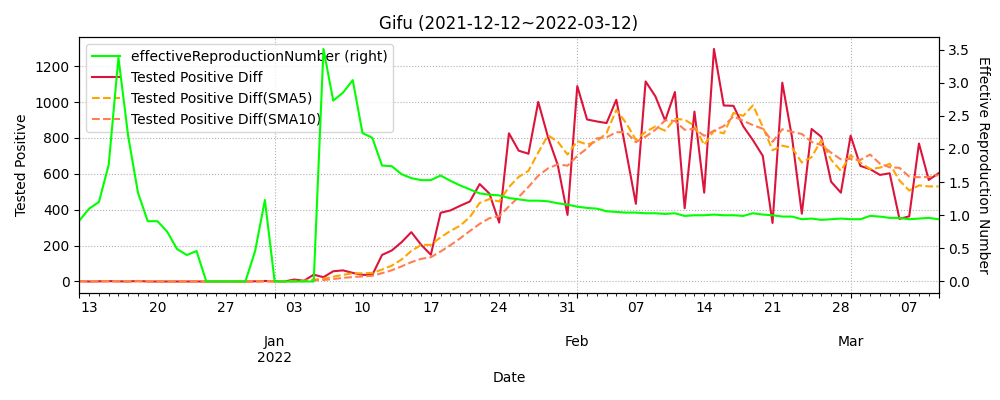 Gifu (2021-12-12~2022-03-12)
effectiveReproductionNumber (right)
Tested Positive Diff
Tested Positive Diff(SMA5)
Tested Positive Diff(SMA10)
Tested Positive
1200
1000
800
600
400
200
0
Effective Reproduction Number
3.5
3.0
2.5
2.0
1.5
1.0
0.5
0.0
13 20 27 03 10 17 24 31 07 14 21 28 07
Jan Feb Mar
2022
Date